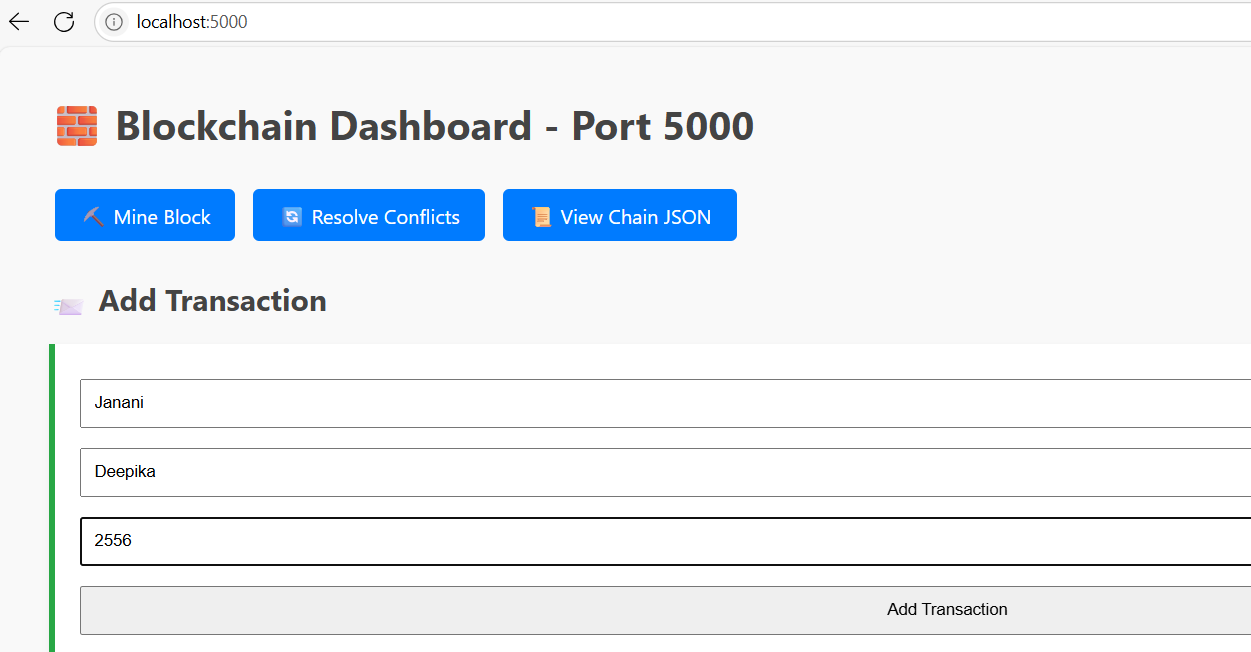 localhost:5000
Blockchain Dashboard - Port 5000
Mine Block Resolve Conflicts View Chain JSON
Add Transaction
Janani
Deepika
2556
Add Transaction